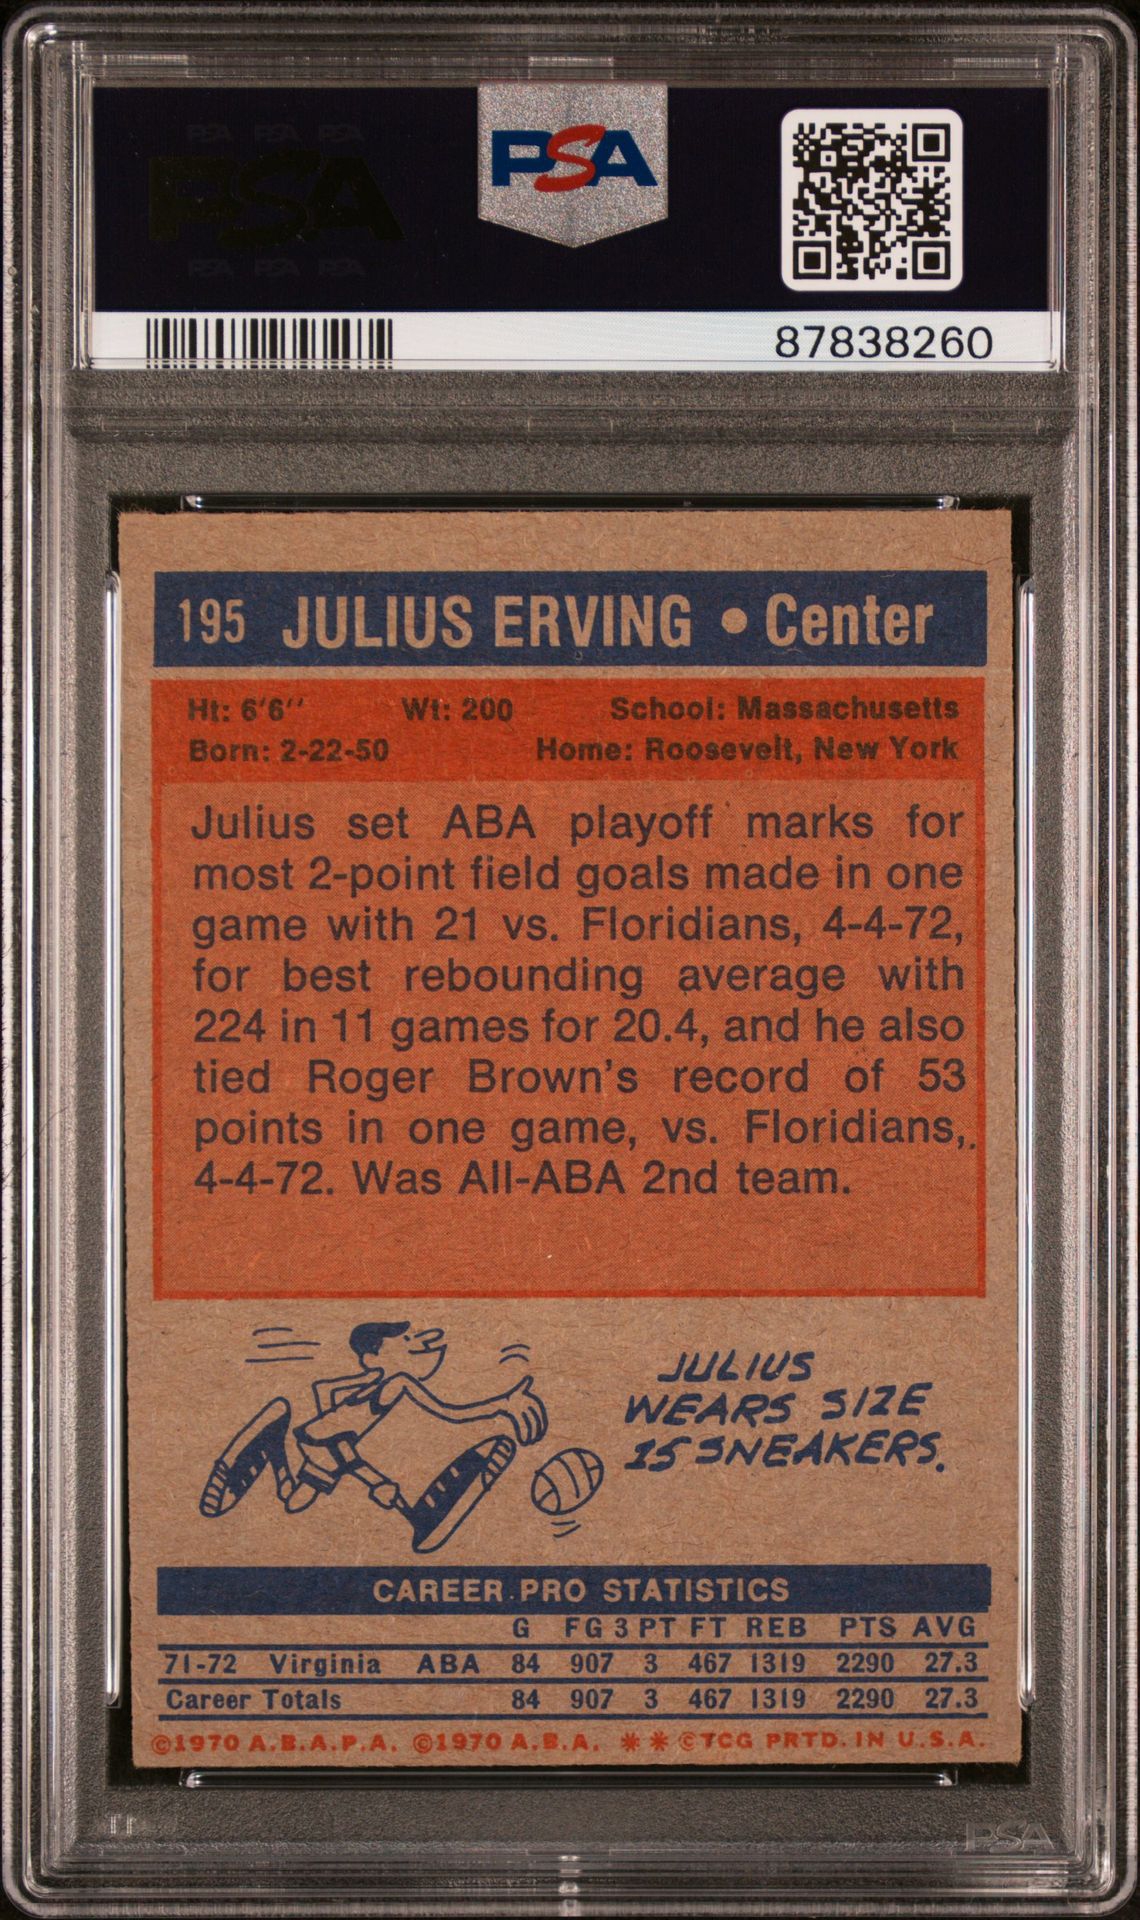 PSA PSA PSA
PSA
PSA PSA PSA
PSA
87838260
195 JULIUS ERVING • Center
Ht: 6'6'' Wt: 200 School: Massachusetts
Born: 2-22-50 Home: Roosevelt, New York
Julius set ABA playoff marks for
most 2-point field goals made in one
game with 21 vs. Floridians, 4-4-72,
for best rebounding average with
224 in 11 games for 20.4, and he also
tied Roger Brown's record of 53
points in one game, vs. Floridians,.
4-4-72. Was All-ABA 2nd team.
JULIUS
WEARS SIZE
15 SNEAKERS.
CAREER PRO STATISTICS
G FG 3 PT FT REB PTS AVG
71-72 Virginia ABA 84 907 3 467 1319 2290 27.3
Career Totals 84 907 3 467 1319 2290 27.3
©1970 A.B.A.P.A. ©1970 A.B.A. ** ©TCG PRTD. IN U.S.A.
PSA